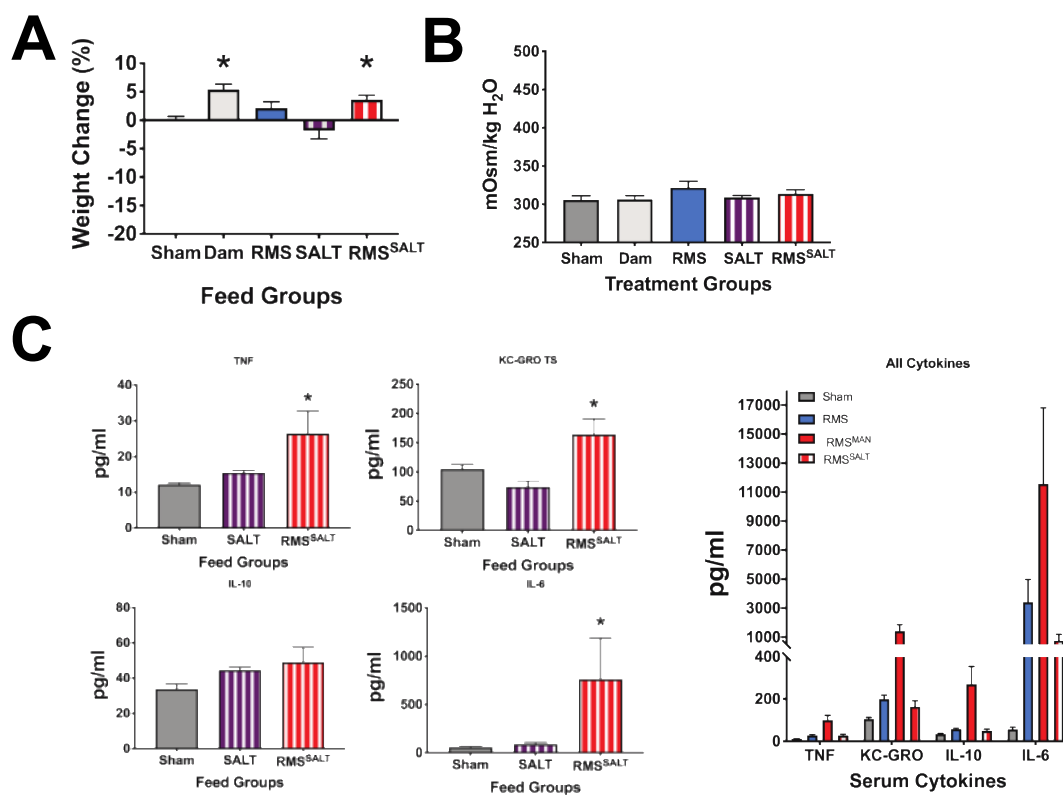 A
Weight Change (%)
10
5
0
-5
-10
-15
-20
*
*
Sham Dam RMS SALT RMS^SALT
Feed Groups
B
mOsm/kg H₂O
500
450
400
350
300
250
Sham Dam RMS SALT RMS^SALT
Treatment Groups
C
TNF
pg/ml
40
30
20
10
0
*
Sham SALT RMS^SALT
Feed Groups
KC-GRO TS
pg/ml
250
200
150
100
50
0
*
Sham SALT RMS^SALT
Feed Groups
IL-10
pg/ml
80
60
40
20
0
Sham SALT RMS^SALT
Feed Groups
IL-6
pg/ml
1500
1000
500
0
*
Sham SALT RMS^SALT
Feed Groups
All Cytokines
pg/ml
17000
15000
13000
11000
9000
7000
5000
3000
1000
400
200
0
Sham
RMS
RMS^MAN
RMS^SALT
TNF KC-GRO IL-10 IL-6
Serum Cytokines